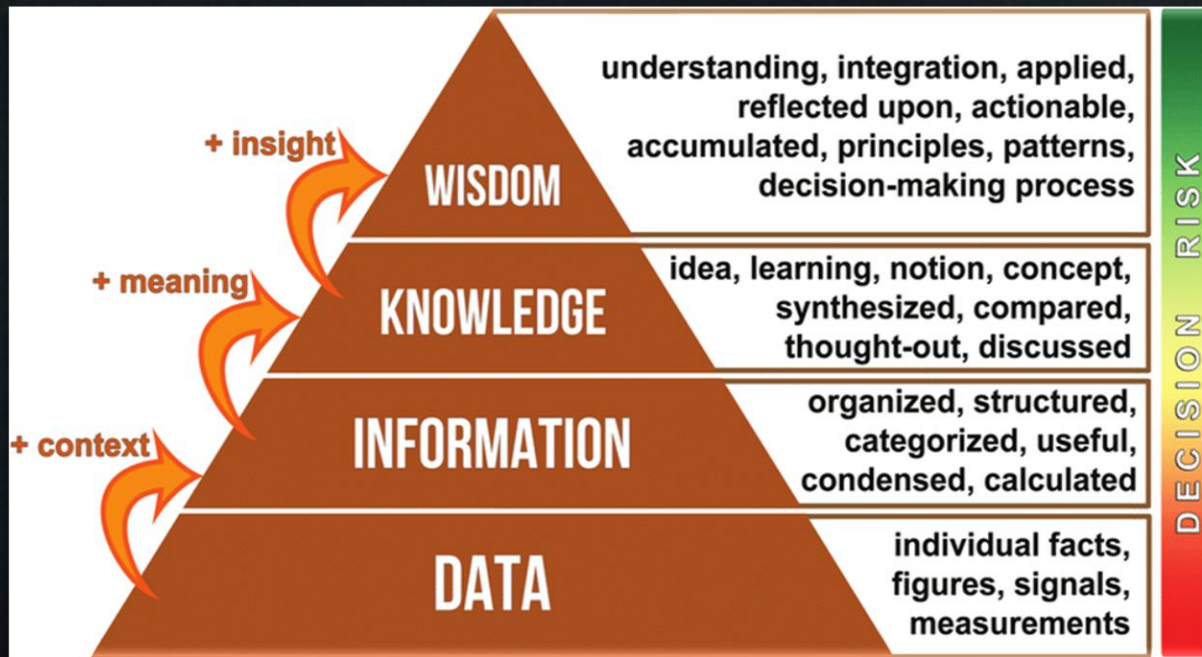 understanding, integration, applied,
reflected upon, actionable,
accumulated, principles, patterns,
decision-making process
+ insight
WISDOM
idea, learning, notion, concept,
synthesized, compared,
thought-out, discussed
+ meaning
KNOWLEDGE
organized, structured,
categorized, useful,
condensed, calculated
+ context
INFORMATION
individual facts,
figures, signals,
measurements
DATA
DECISION RISK